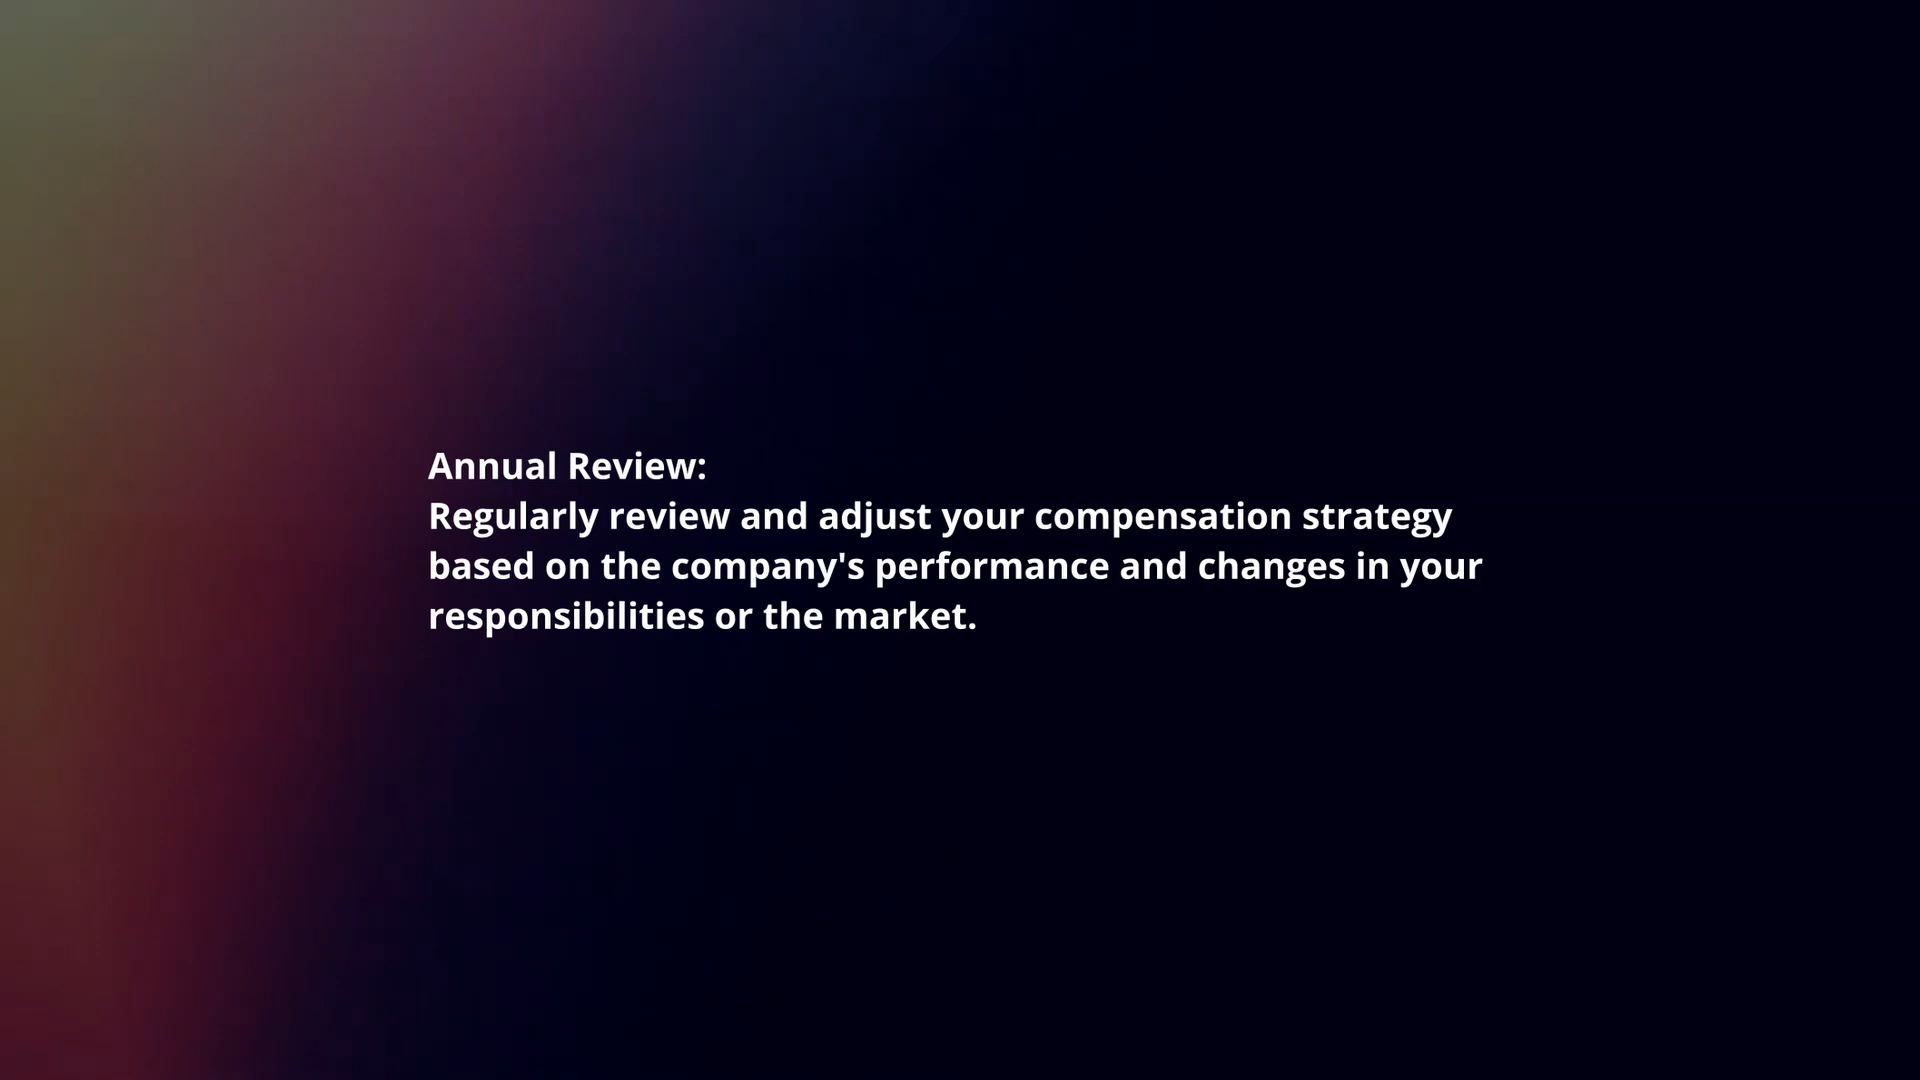 Annual Review:
Regularly review and adjust your compensation strategy
based on the company's performance and changes in your
responsibilities or the market.